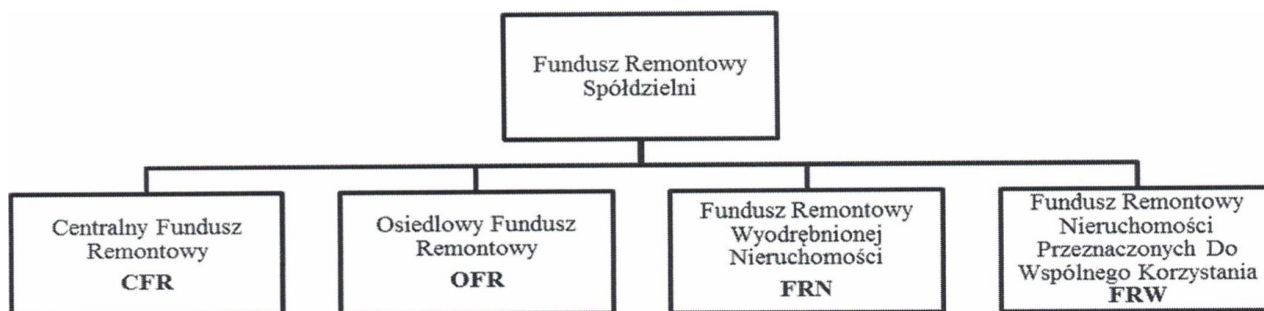 Fundusz Remontowy
Spółdzielni
Centralny Fundusz
Remontowy
CFR
Osiedlowy Fundusz
Remontowy
OFR
Fundusz Remontowy
Wyodrębnionej
Nieruchomości
FRN
Fundusz Remontowy
Nieruchomości
Przeznaczonych Do
Wspólnego Korzystania
FRW